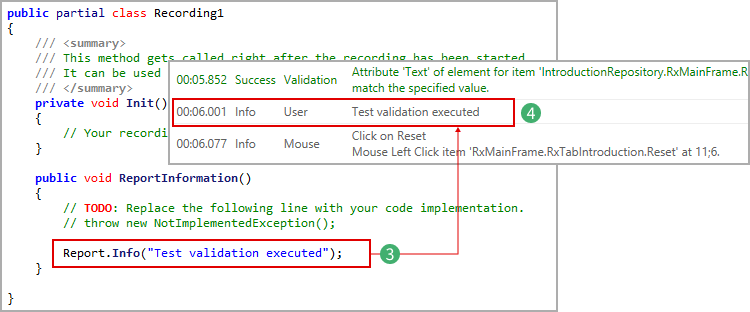 public partial class Recording1
{
/// <summary>
/// This method gets called right after the recording has been started.
/// It can be used
/// </summary>
private void Init()
{
// Your recordi
}
public void ReportInformation()
{
// TODO: Replace the following line with your code implementation.
// throw new NotImplementedException();
Report.Info("Test validation executed");
3
}
}
00:05.852 Success Validation Attribute 'Text' of element for item 'IntroductionRepository.RxMainFrame.R
match the specified value.
00:06.001 Info User Test validation executed
4
00:06.077 Info Mouse Click on Reset
Mouse Left Click item 'RxMainFrame.RxTabIntroduction.Reset' at 11;6.